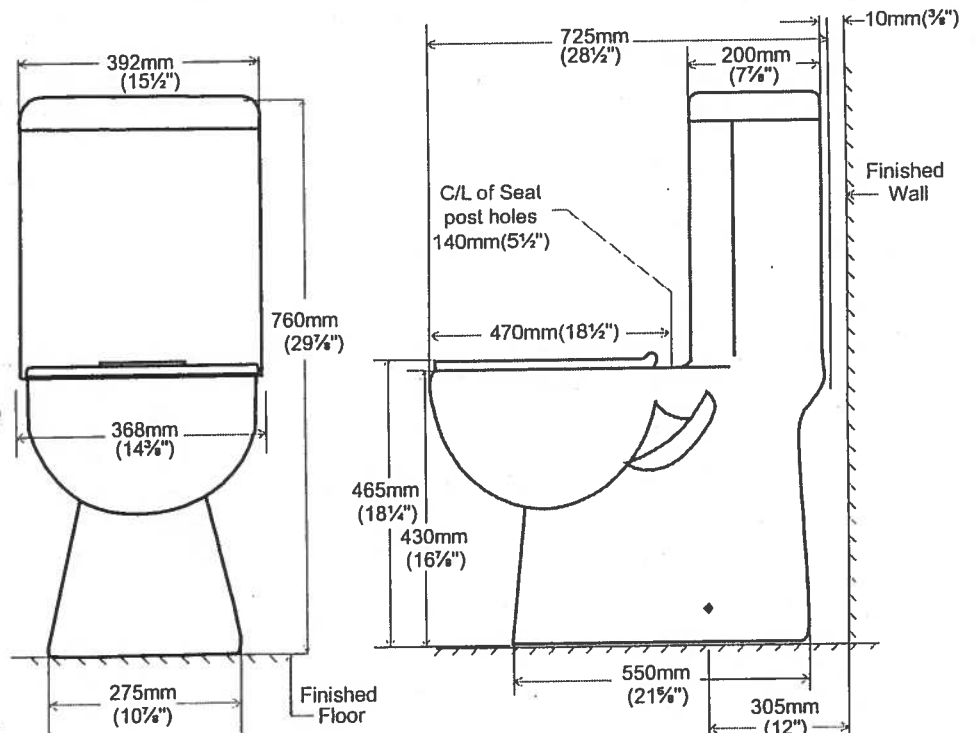 392mm
(15½")
760mm
(29⅞")
368mm
(14⅜")
275mm
(10⅞")
Finished
Floor
10mm(⅜")
725mm
(28½")
200mm
(7⅞")
Finished
Wall
C/L of Seat
post holes
140mm(5½")
470mm(18½")
465mm
(18¼")
430mm
(16⅞")
550mm
(21⅝")
305mm
(12")